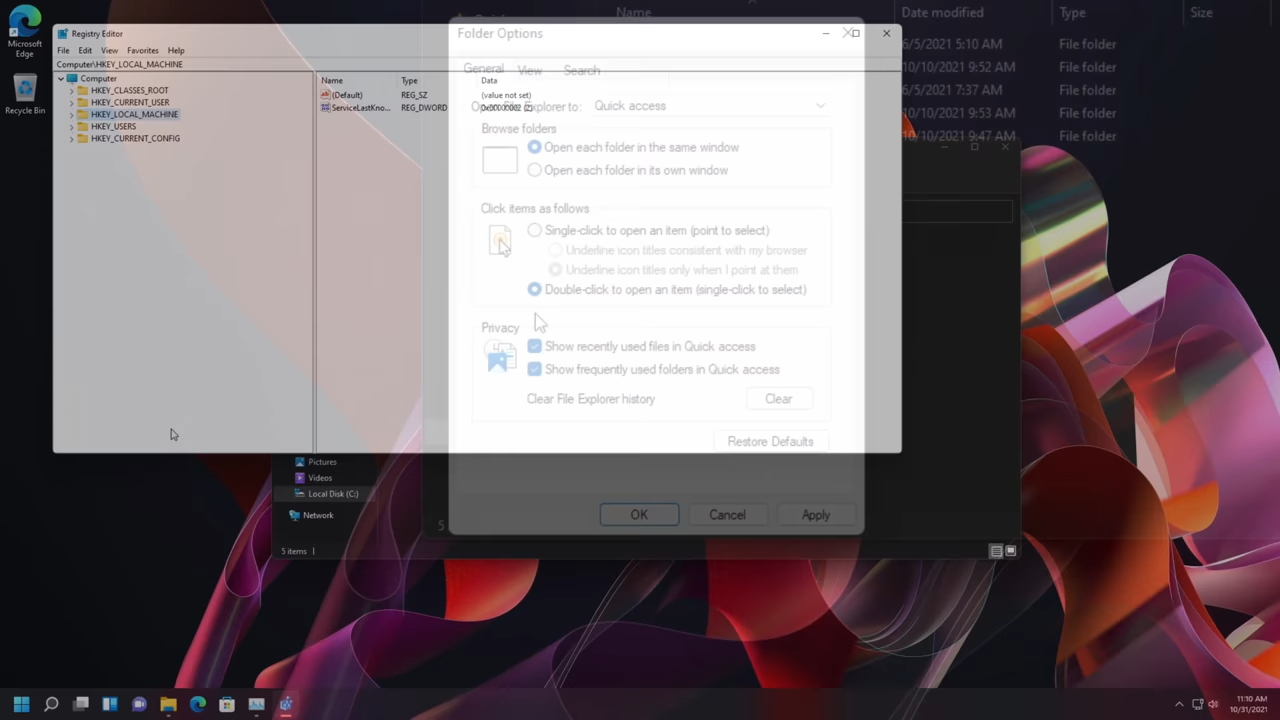 Microsoft Edge
Recycle Bin
Registry Editor
File Edit View Favorites Help
Computer\HKEY_LOCAL_MACHINE
Computer
HKEY_CLASSES_ROOT
HKEY_CURRENT_USER
HKEY_LOCAL_MACHINE
HKEY_USERS
HKEY_CURRENT_CONFIG
Name Type Data
(Default) REG_SZ (value not set)
ServiceLastKno... REG_DWORD 0x00000002 (2)
Folder Options
General View Search
Explorer to: Quick access
Browse folders
Open each folder in the same window
Open each folder in its own window
Click items as follows
Single-click to open an item (point to select)
Underline icon titles consistent with my browser
Underline icon titles only when I point at them
Double-click to open an item (single-click to select)
Privacy
Show recently used files in Quick access
Show frequently used folders in Quick access
Clear File Explorer history Clear
Restore Defaults
OK Cancel Apply
Name Date modified Type Size
6/5/2021 5:10 AM File folder
10/10/2021 9:52 AM File folder
6/5/2021 7:37 AM File folder
10/10/2021 9:53 AM File folder
10/10/2021 9:47 AM File folder
Pictures
Videos
Local Disk (C:)
Network
5 items
5
11:10 AM
10/31/2021